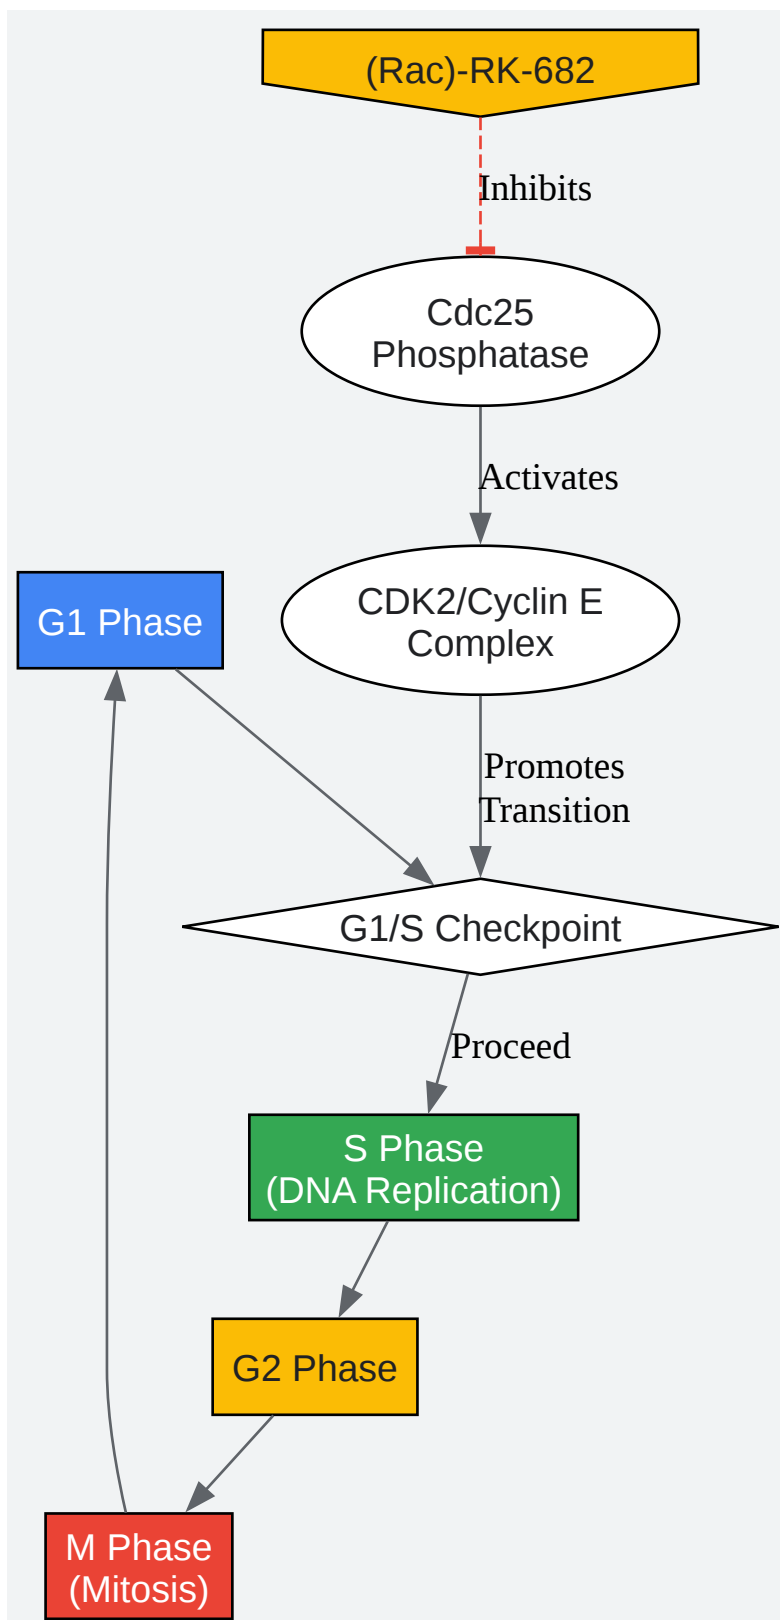 (Rac)-RK-682
Inhibits
Cdc25
Phosphatase
Activates
G1 Phase
CDK2/Cyclin E
Complex
Promotes
Transition
G1/S Checkpoint
Proceed
S Phase
(DNA Replication)
G2 Phase
M Phase
(Mitosis)